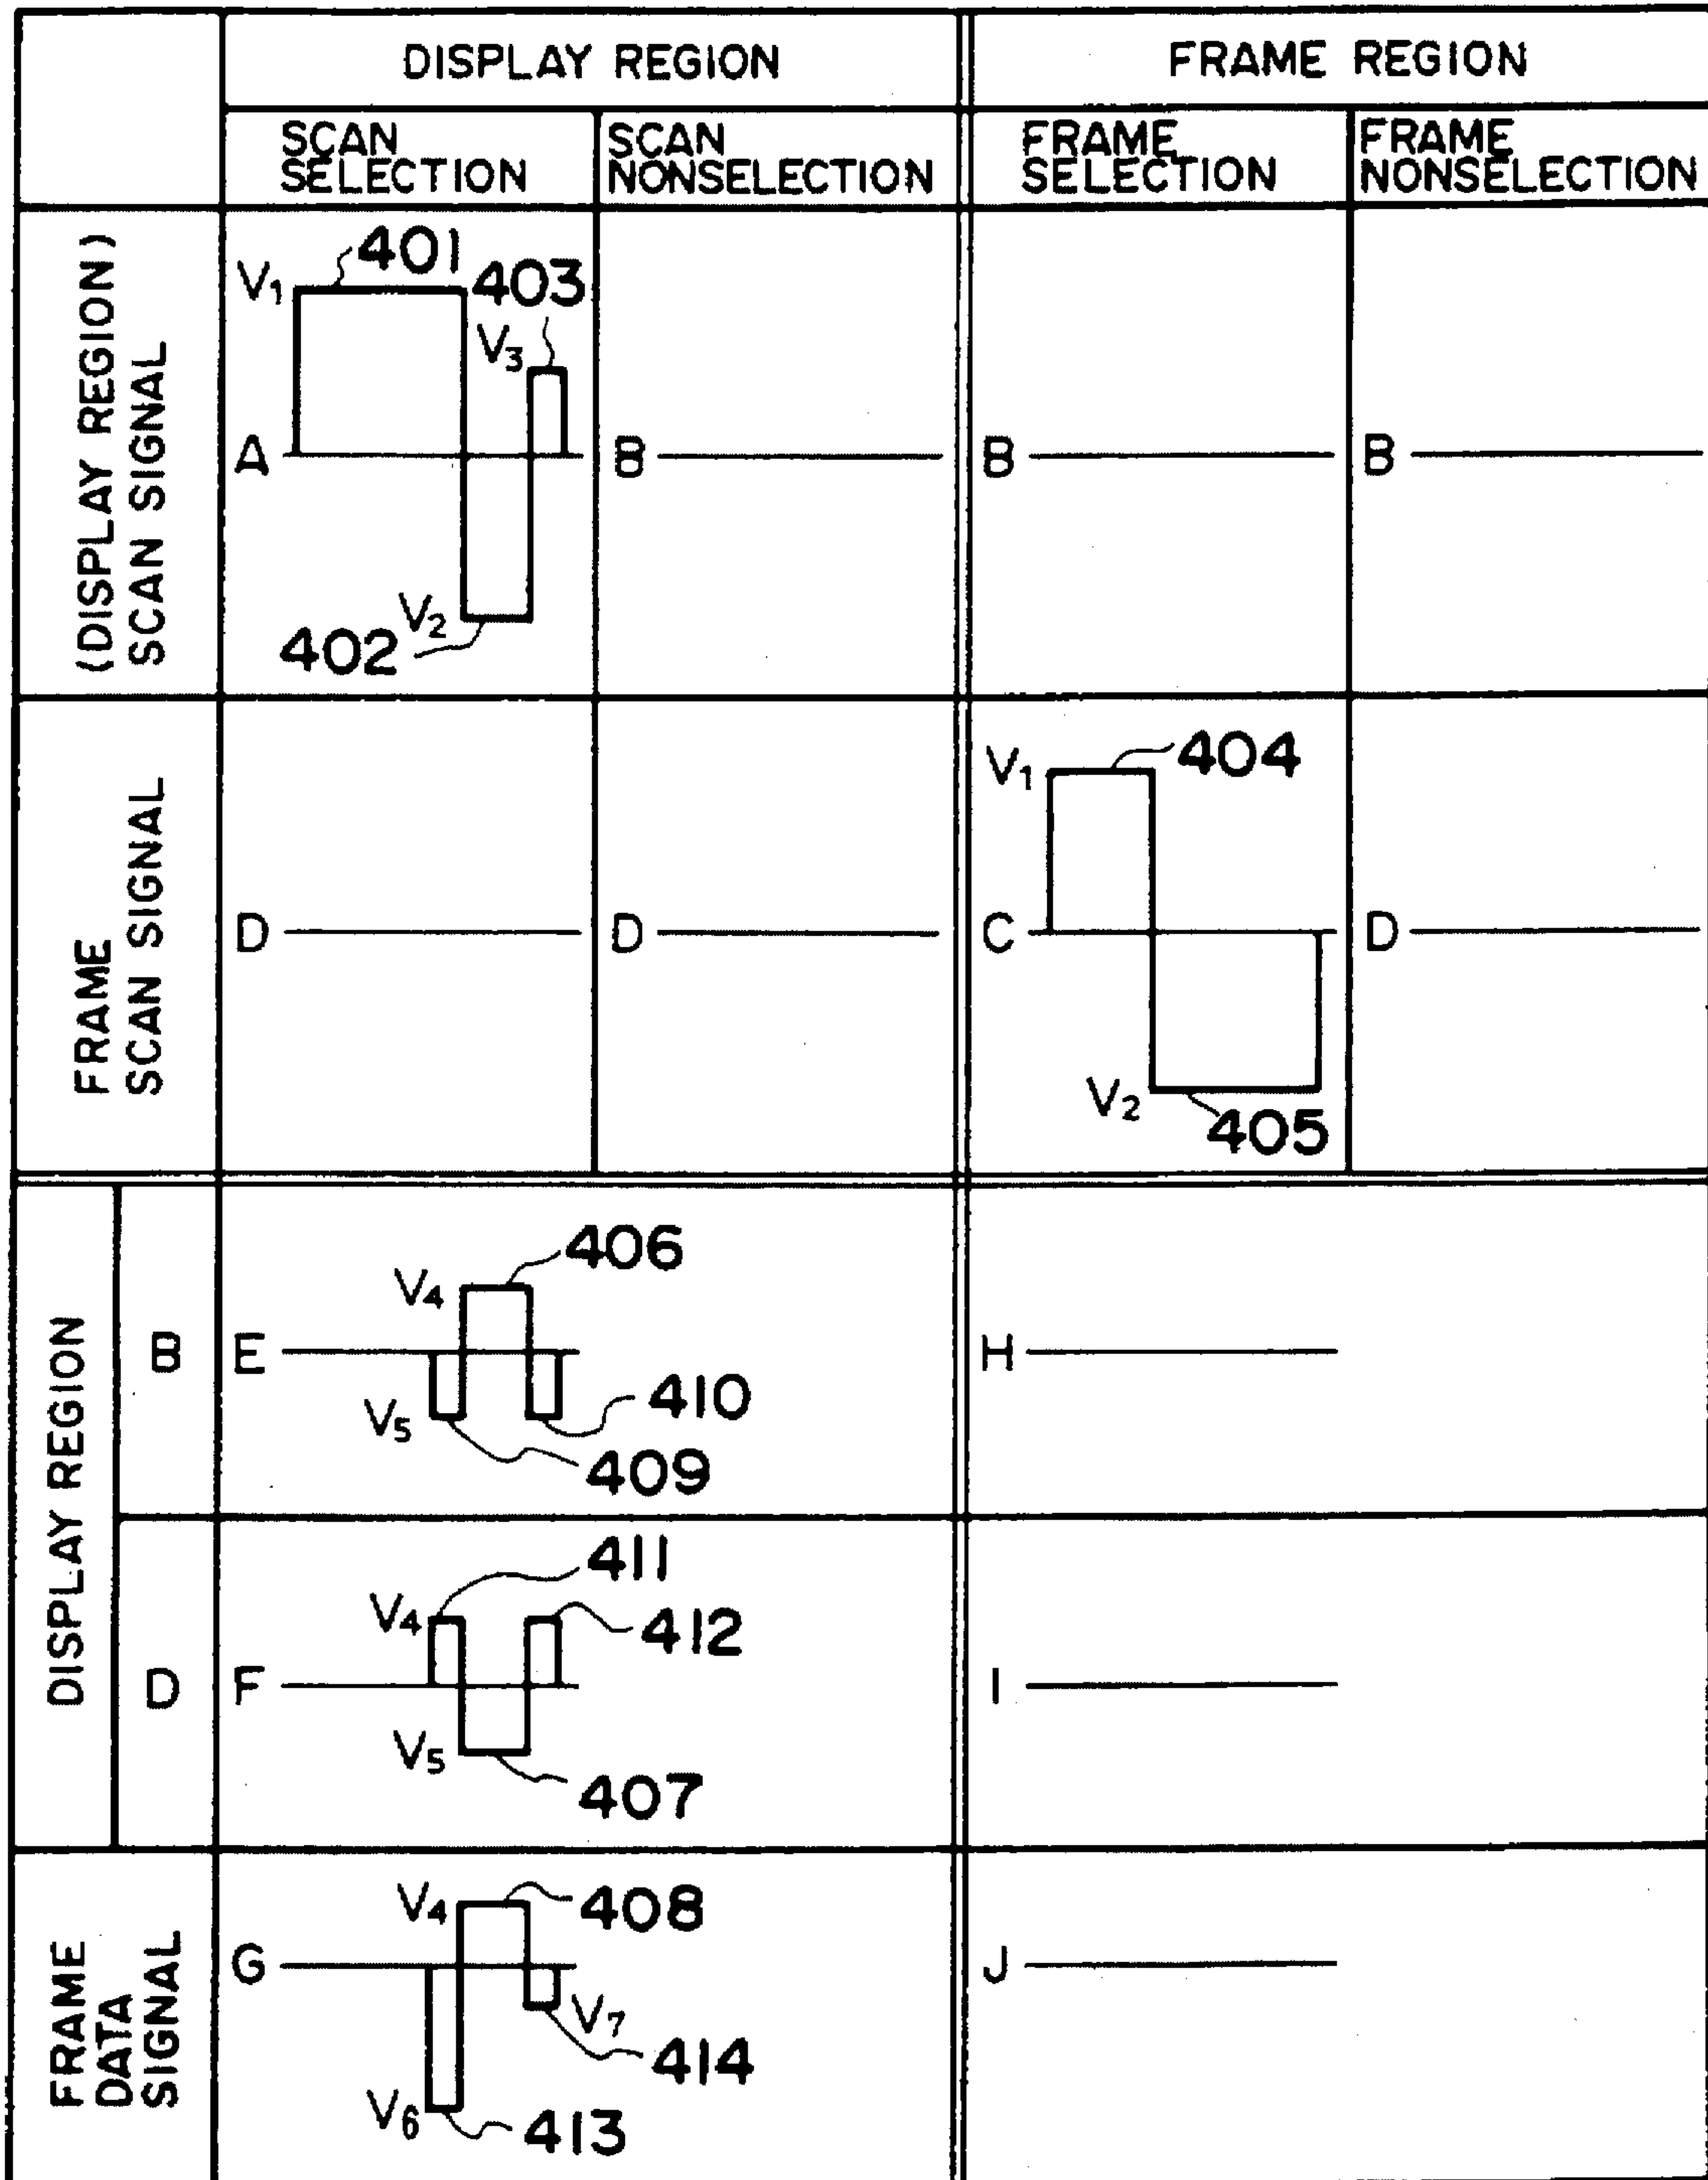 DISPLAY REGION
FRAME REGION
SCAN
SELECTION
SCAN
NONSELECTION
FRAME
SELECTION
FRAME
NONSELECTION
(DISPLAY REGION)
SCAN SIGNAL
401
V1
403
V3
A
V2
402
B
B
B
FRAME
SCAN SIGNAL
D
D
V1
404
C
V2
405
D
DISPLAY REGION
B
E
406
V4
V5
410
409
H
D
F
411
V4
412
V5
407
I
FRAME
DATA
SIGNAL
G
V4
408
V7
414
V6
413
J